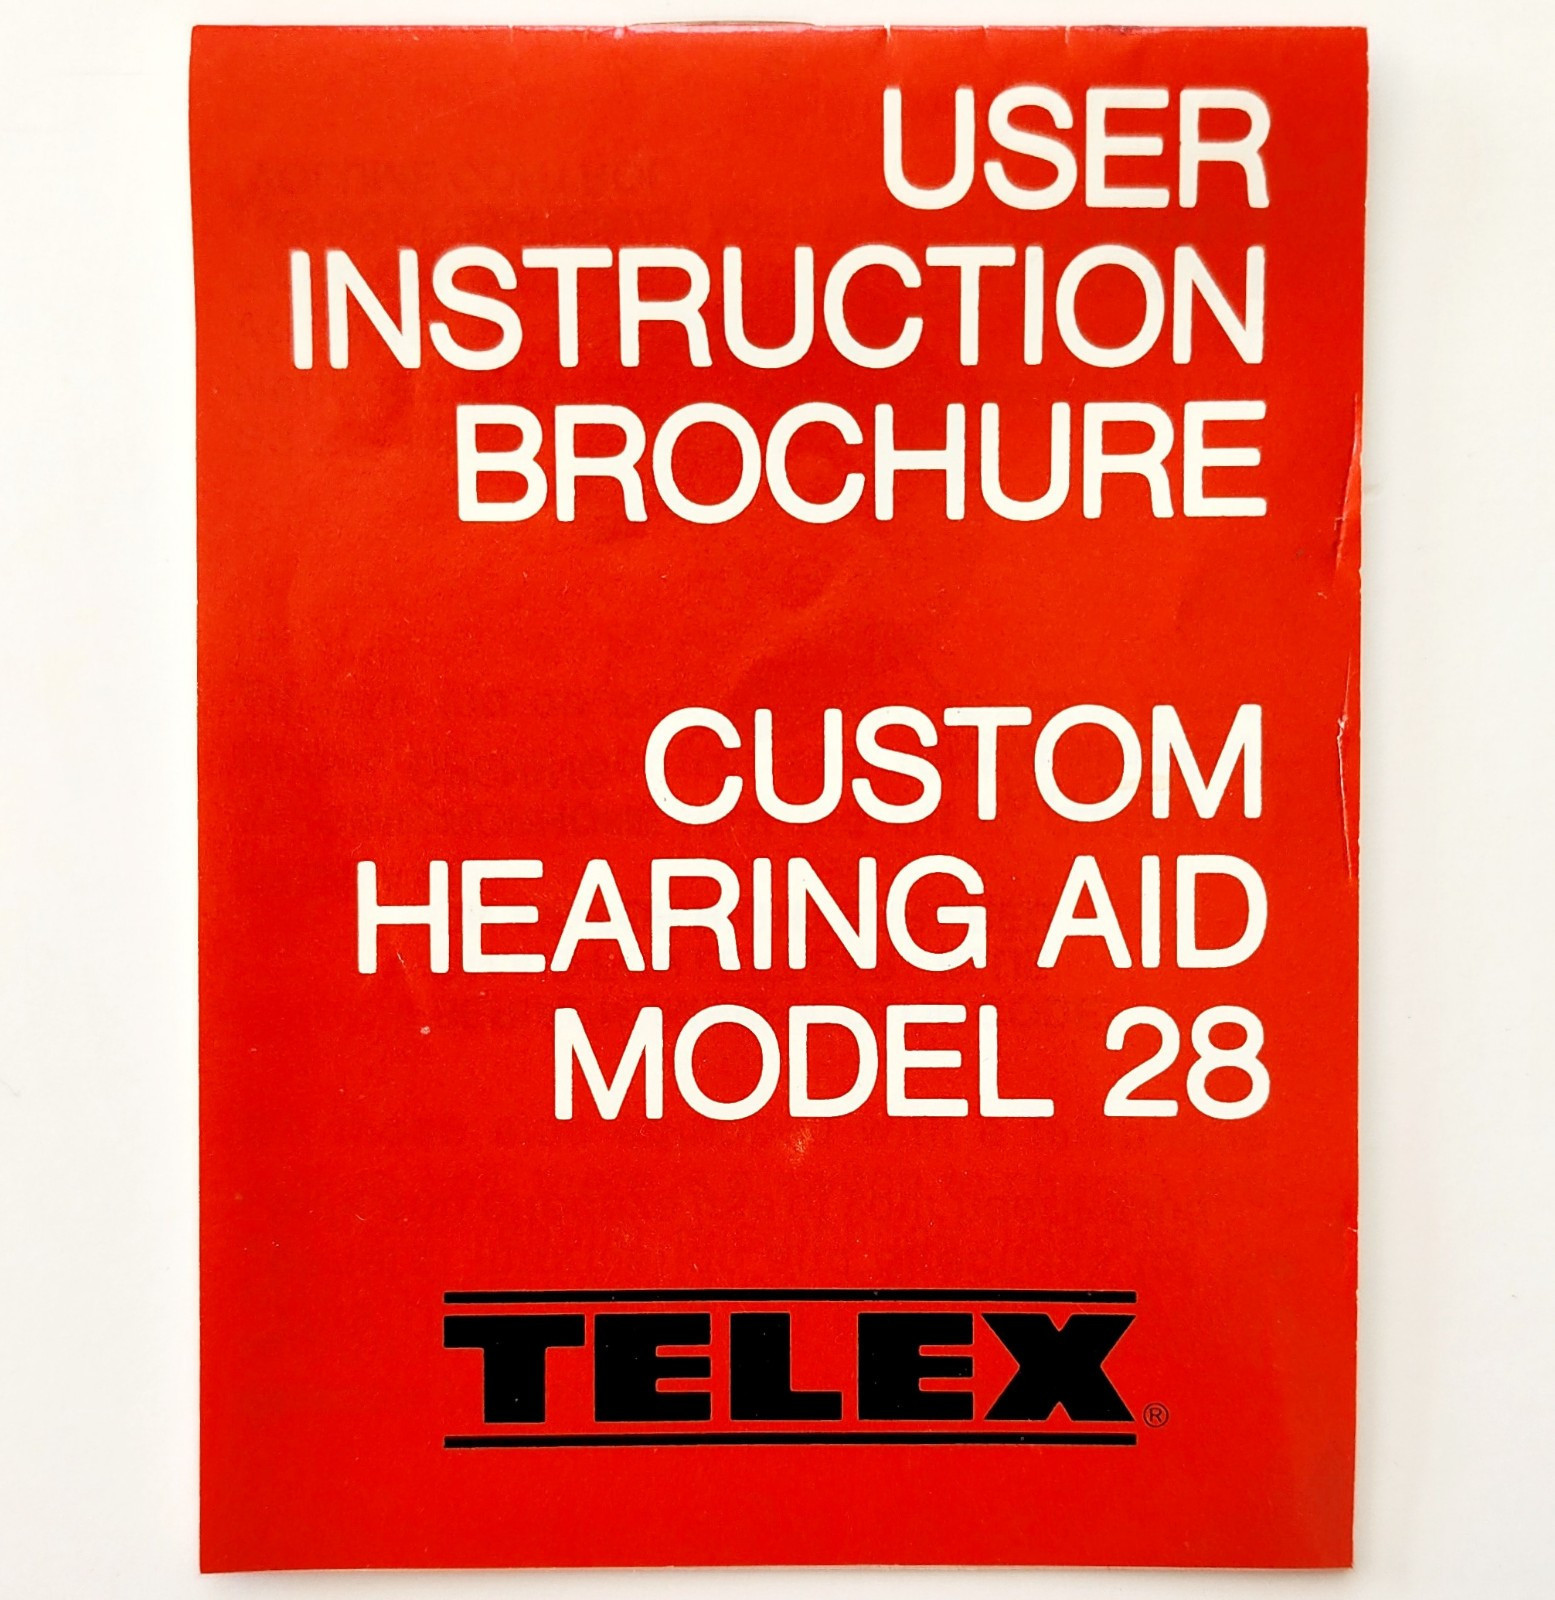 USER
INSTRUCTION
BROCHURE
CUSTOM
HEARING AID
MODEL 28
TELEX®